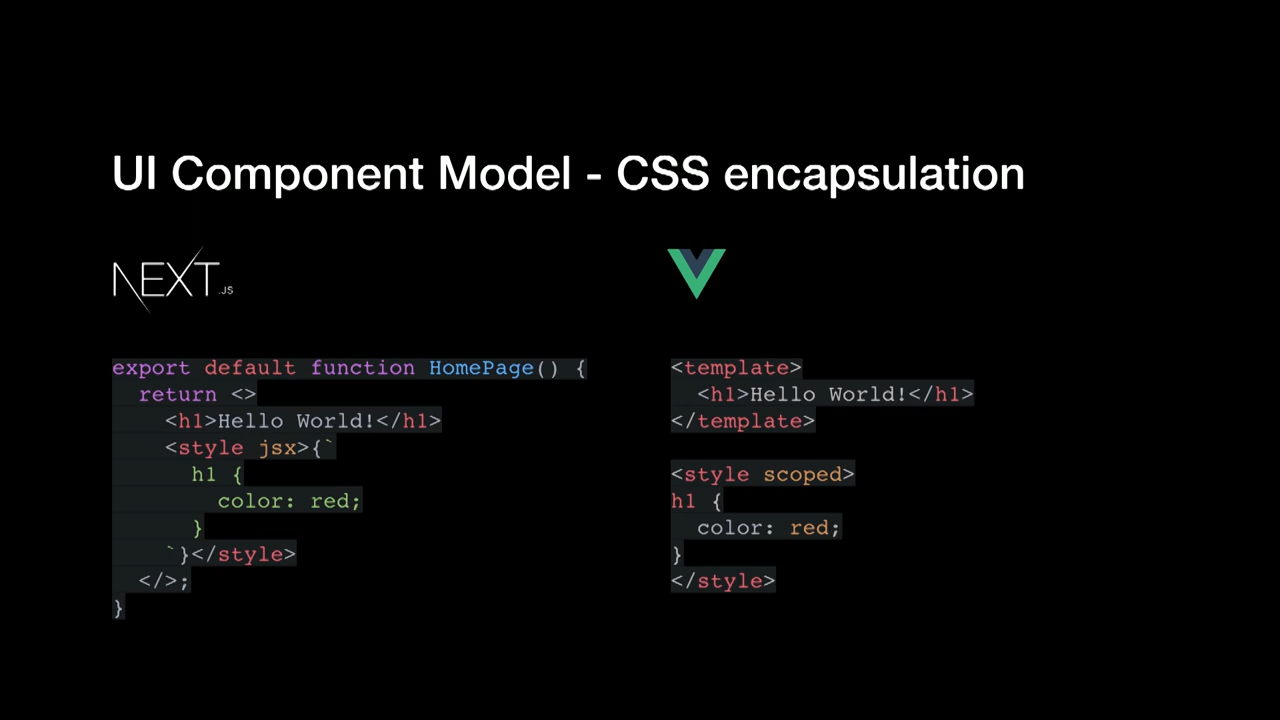 UI Component Model - CSS encapsulation
NEXT.JS
export default function HomePage() {
  return <>
    <h1>Hello World!</h1>
    <style jsx>{`
      h1 {
        color: red;
      }
    `}</style>
  </>;
}
<template>
  <h1>Hello World!</h1>
</template>

<style scoped>
h1 {
  color: red;
}
</style>